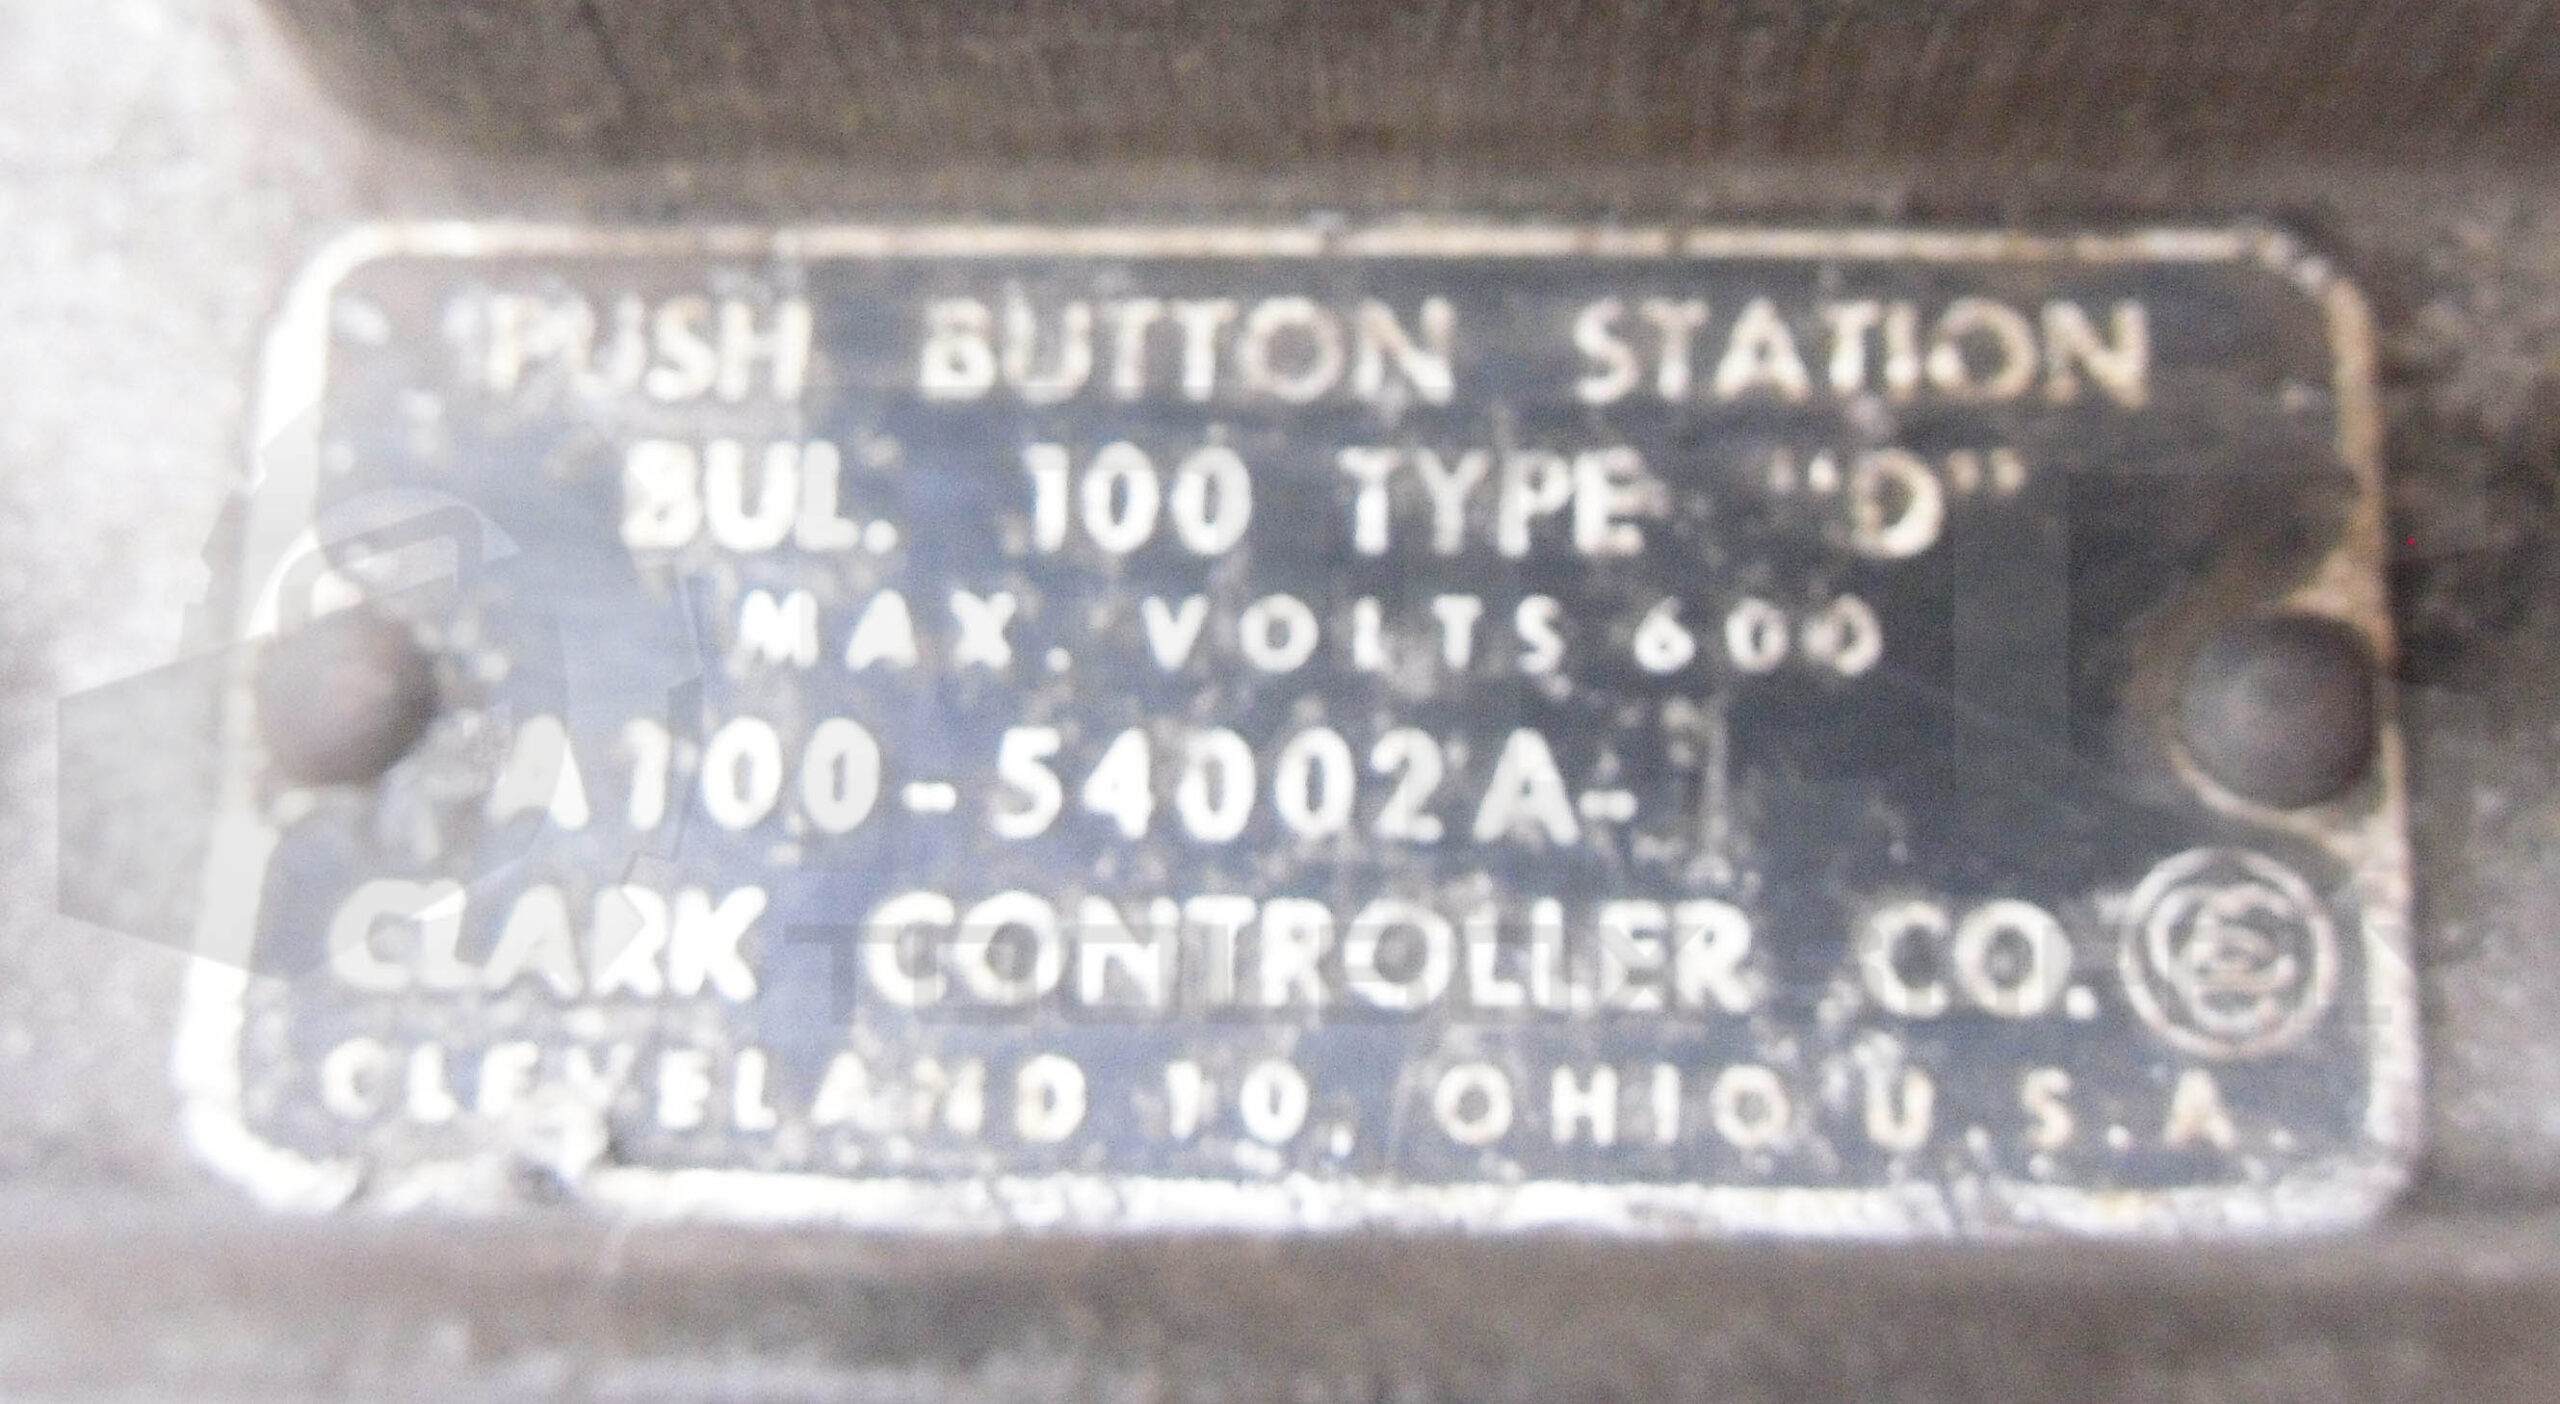 PUSH BUTTON STATION
BUL. 100 TYPE "D"
MAX. VOLTS 600
A100-54002A-
CLARK CONTROLLER CO.
CLEVELAND 10, OHIO U.S.A.